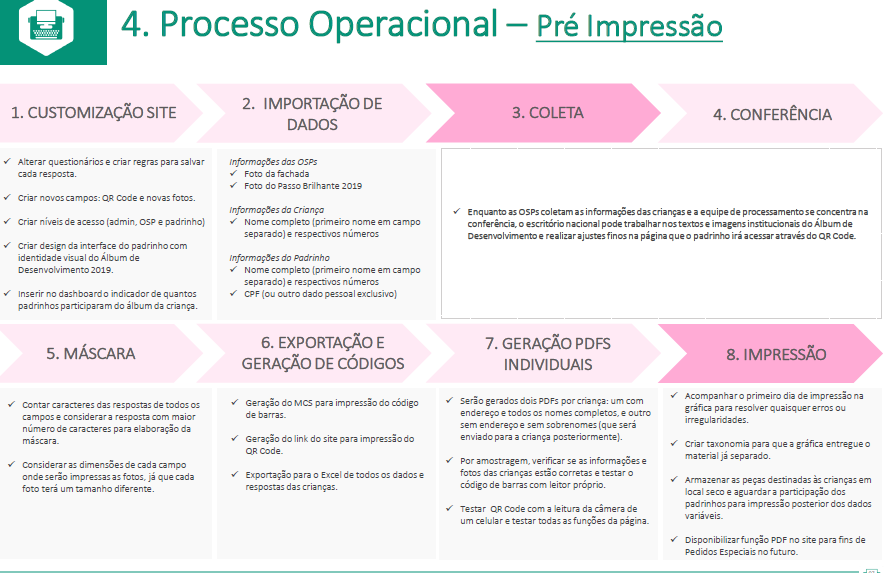 4. Processo Operacional – Pré Impressão
1. CUSTOMIZAÇÃO SITE
2. IMPORTAÇÃO DE
DADOS
3. COLETA
4. CONFERÊNCIA
✓ Alterar questionários e criar regras para salvar
cada resposta.
✓ Criar novos campos: QR Code e novas fotos.
✓ Criar níveis de acesso (admin, OSP e padrinho)
✓ Criar design da interface do padrinho com
identidade visual do Álbum de
Desenvolvimento 2019.
✓ Inserir no dashboard o indicador de quantos
padrinhos participaram do álbum da criança.
Informações das OSPs
✓ Foto da fachada
✓ Foto do Passo Brilhante 2019
Informações da Criança
✓ Nome completo (primeiro nome em campo
separado) e respectivos números
Informações do Padrinho
✓ Nome completo (primeiro nome em campo
separado) e respectivos números
✓ CPF (ou outro dado pessoal exclusivo)
✓ Enquanto as OSPs coletam as informações das crianças e a equipe de processamento se concentra na
conferência, o escritório nacional pode trabalhar nos textos e imagens institucionais do Álbum de
Desenvolvimento e realizar ajustes finos na página que o padrinho irá acessar através do QR Code.
5. MÁSCARA
6. EXPORTAÇÃO E
GERAÇÃO DE CÓDIGOS
7. GERAÇÃO PDFS
INDIVIDUAIS
8. IMPRESSÃO
✓ Contar caracteres das respostas de todos os
campos e considerar a resposta com maior
número de caracteres para elaboração da
máscara.
✓ Considerar as dimensões de cada campo
onde serão impressas as fotos, já que cada
foto terá um tamanho diferente.
✓ Geração do MCS para impressão do código
de barras.
✓ Geração do link do site para impressão do
QR Code.
✓ Exportação para o Excel de todos os dados e
respostas das crianças.
✓ Serão gerados dois PDFs por criança: um com
endereço e todos os nomes completos, e outro
sem endereço e sem sobrenomes (que será
enviado para a criança posteriormente).
✓ Por amostragem, verificar se as informações e
fotos das crianças estão corretas e testar o
código de barras com leitor próprio.
✓ Testar QR Code com a leitura da câmera de
um celular e testar todas as funções da página.
✓ Acompanhar o primeiro dia de impressão na
gráfica para resolver quaisquer erros ou
irregularidades.
✓ Criar taxonomia para que a gráfica entregue o
material já separado.
✓ Armazenar as peças destinadas às crianças em
local seco e aguardar a participação dos
padrinhos para impressão posterior dos dados
variáveis.
✓ Disponibilizar função PDF no site para fins de
Pedidos Especiais no futuro.